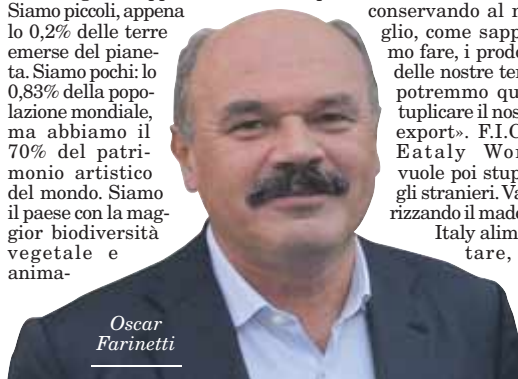 Siamo piccoli, appena
lo 0,2% delle terre
emerse del piane-
ta. Siamo pochi: lo
0,83% della popo-
lazione mondiale,
ma abbiamo il
70% del patri-
monio artistico
del mondo. Siamo
il paese con la mag-
gior biodiversità
vegetale e
anima-
conservando al m
glio, come sapp
mo fare, i prod
delle nostre ter
potremmo qu
tuplicare il nos
export». F.I.C
Eataly Wor
vuole poi stup
gli stranieri. Va
rizzando il made
Italy alim
tare,
Oscar
Farinetti